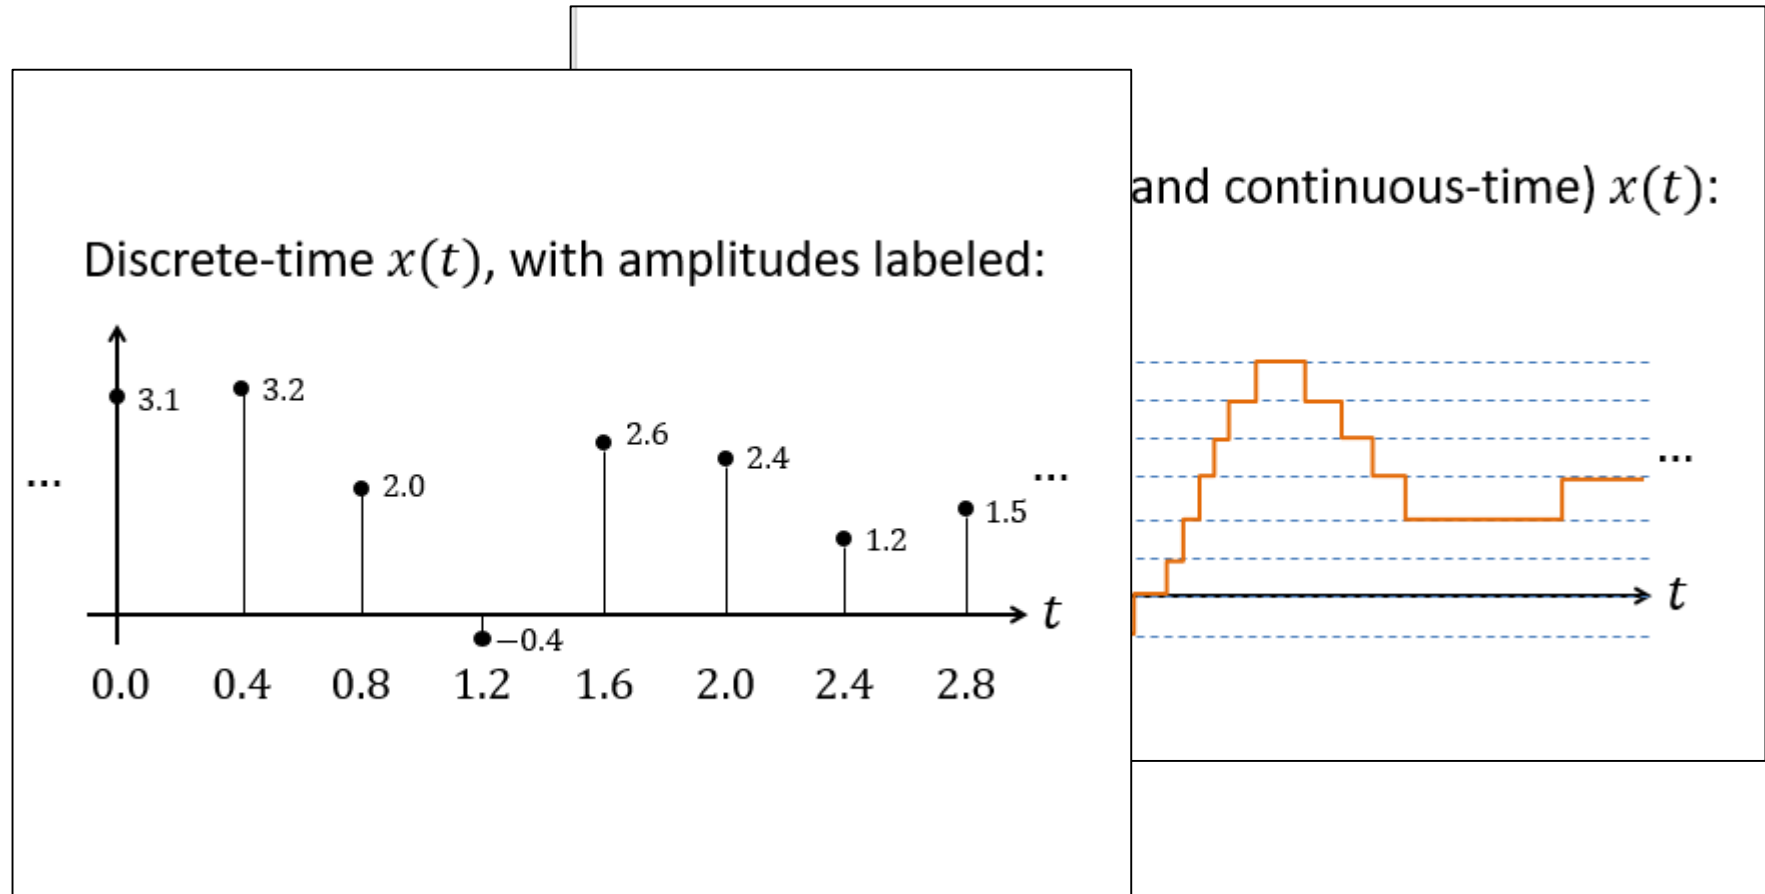 and continuous-time) x(t):
Discrete-time x(t), with amplitudes labeled:
3.1
3.2
2.0
−0.4
2.6
2.4
1.2
1.5
...
...
t
0.0 0.4 0.8 1.2 1.6 2.0 2.4 2.8
...
t